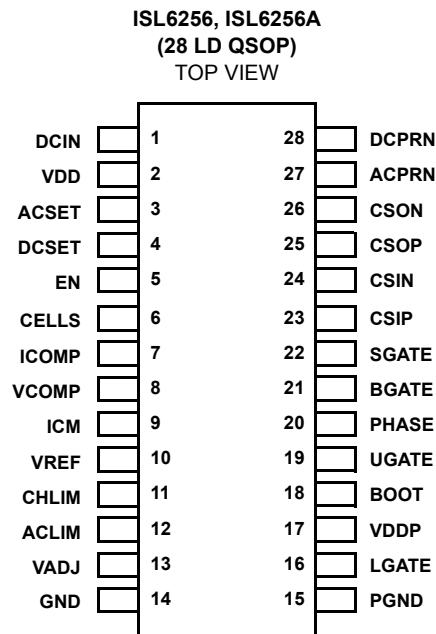 ISL6256, ISL6256A
(28 LD QSOP)
TOP VIEW
DCIN 1 28 DCPRN
VDD 2 27 ACPRN
ACSET 3 26 CSON
DCSET 4 25 CSOP
EN 5 24 CSIN
CELLS 6 23 CSIP
ICOMP 7 22 SGATE
VCOMP 8 21 BGATE
ICM 9 20 PHASE
VREF 10 19 UGATE
CHLIM 11 18 BOOT
ACLIM 12 17 VDDP
VADJ 13 16 LGATE
GND 14 15 PGND